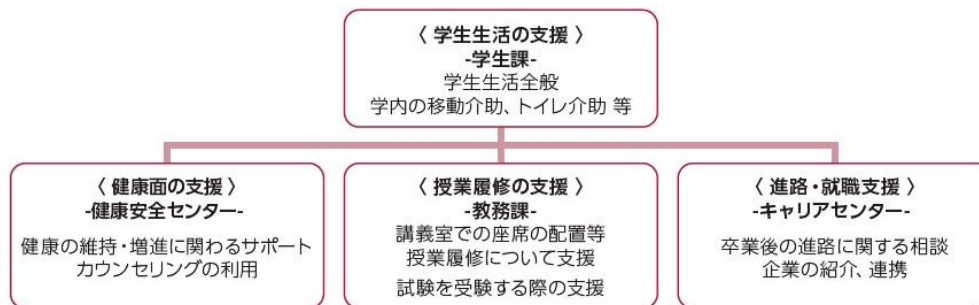 〈 学生生活の支援 〉
-学生課-
学生生活全般
学内の移動介助、トイレ介助 等
〈 健康面の支援 〉
-健康安全センター-
健康の維持・増進に関わるサポート
カウンセリングの利用
〈 授業履修の支援 〉
-教務課-
講義室での座席の配置等
授業履修について支援
試験を受験する際の支援
〈 進路・就職支援 〉
-キャリアセンター-
卒業後の進路に関する相談
企業の紹介、連携